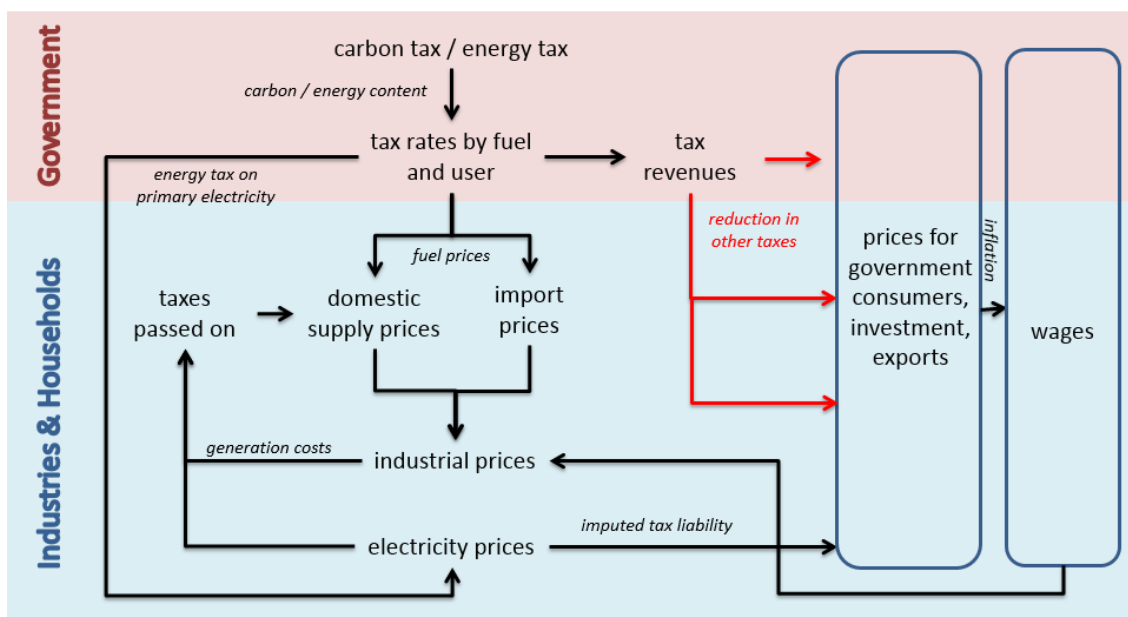 Government
Industries & Households
carbon tax / energy tax
carbon / energy content
tax rates by fuel
and user
tax
revenues
energy tax on
primary electricity
reduction in
other taxes
fuel prices
taxes
passed on
domestic
supply prices
import
prices
prices for
government
consumers,
investment,
exports
inflation
wages
generation costs
industrial prices
imputed tax liability
electricity prices